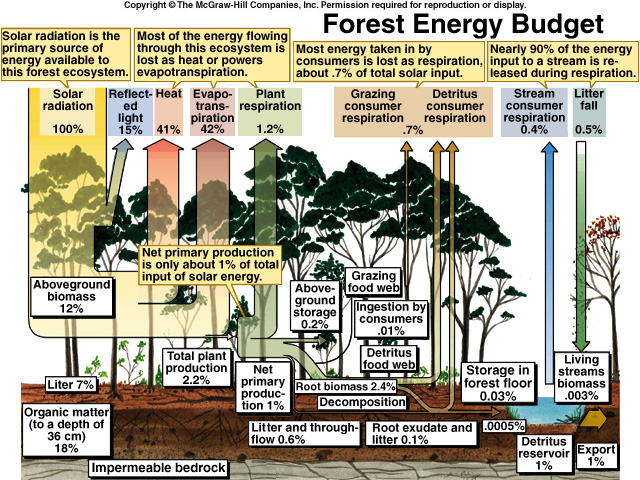 Copyright © The McGraw-Hill Companies, Inc. Permission required for reproduction or display.
Forest Energy Budget
Solar radiation is the
primary source of
energy available to
this forest ecosystem.
Most of the energy flowing
through this ecosystem is
lost as heat or powers
evapotranspiration.
Most energy taken in by
consumers is lost as respiration,
about .7% of total solar input.
Nearly 90% of the energy
input to a stream is re-
leased during respiration.
Solar
radiation
100%
Reflect-
ed
light
15%
Heat
41%
Evapo-
trans-
piration
42%
Plant
respiration
1.2%
Grazing
consumer
respiration
Detritus
consumer
respiration
.7%
Stream
consumer
respiration
0.4%
Litter
fall
0.5%
Net primary production
is only about 1% of total
input of solar energy.
Aboveground
biomass
12%
Above-
ground
storage
0.2%
Grazing
food web
Ingestion by
consumers
.01%
Detritus
food web
Total plant
production
2.2%
Net
primary
produc-
tion 1%
Root biomass 2.4%
Decomposition
Storage in
forest floor
0.03%
Living
streams
biomass
.003%
Liter 7%
Organic matter
(to a depth of
36 cm)
18%
Litter and through-
flow 0.6%
Root exudate and
litter 0.1%
.0005%
Detritus
reservoir
1%
Export
1%
Impermeable bedrock